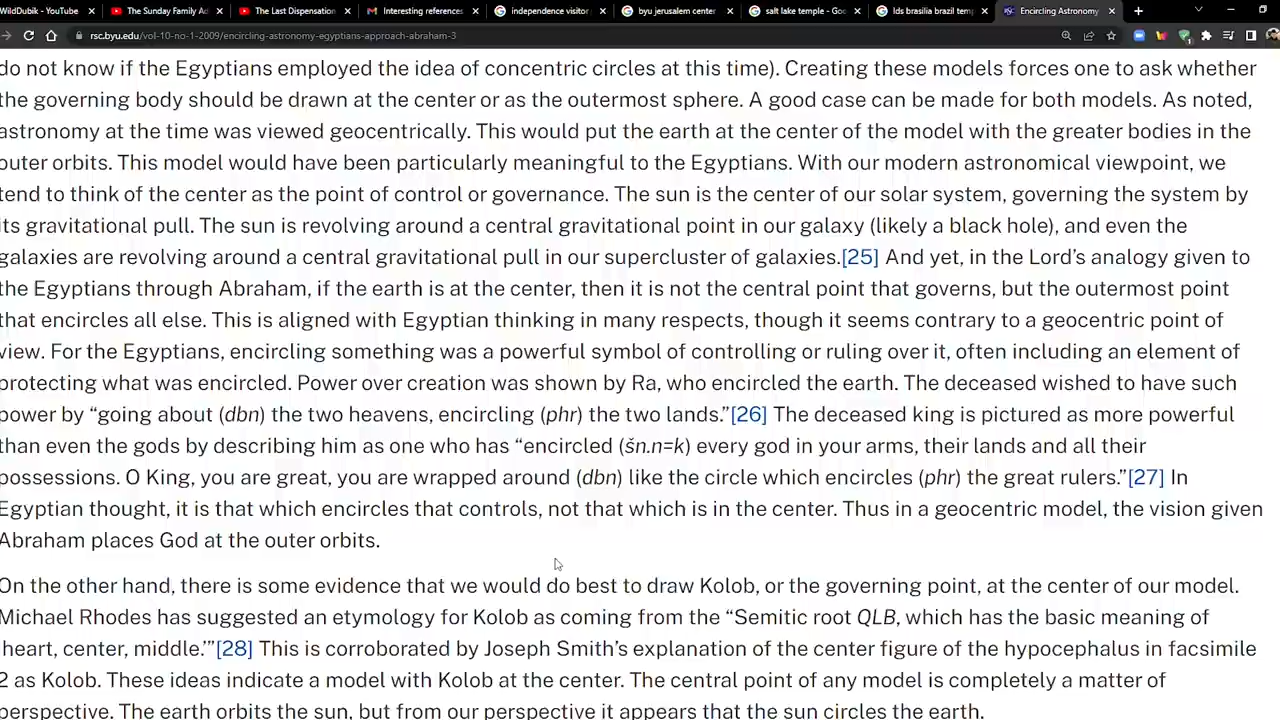 WildDubik - YouTube
The Sunday Family Ad
The Last Dispensation
Interesting references
independence visitor
byu jerusalem center
salt lake temple - Goo
lds brasilia brazil tem
Encircling Astronomy
rsc.byu.edu/vol-10-no-1-2009/encircling-astronomy-egyptians-approach-abraham-3
do not know if the Egyptians employed the idea of concentric circles at this time). Creating these models forces one to ask whether
the governing body should be drawn at the center or as the outermost sphere. A good case can be made for both models. As noted,
astronomy at the time was viewed geocentrically. This would put the earth at the center of the model with the greater bodies in the
outer orbits. This model would have been particularly meaningful to the Egyptians. With our modern astronomical viewpoint, we
tend to think of the center as the point of control or governance. The sun is the center of our solar system, governing the system by
its gravitational pull. The sun is revolving around a central gravitational point in our galaxy (likely a black hole), and even the
galaxies are revolving around a central gravitational pull in our supercluster of galaxies.[25] And yet, in the Lord's analogy given to
the Egyptians through Abraham, if the earth is at the center, then it is not the central point that governs, but the outermost point
that encircles all else. This is aligned with Egyptian thinking in many respects, though it seems contrary to a geocentric point of
view. For the Egyptians, encircling something was a powerful symbol of controlling or ruling over it, often including an element of
protecting what was encircled. Power over creation was shown by Ra, who encircled the earth. The deceased wished to have such
power by “going about (dbn) the two heavens, encircling (phr) the two lands.”[26] The deceased king is pictured as more powerful
than even the gods by describing him as one who has “encircled (šn.n=k) every god in your arms, their lands and all their
possessions. O King, you are great, you are wrapped around (dbn) like the circle which encircles (phr) the great rulers.”[27] In
Egyptian thought, it is that which encircles that controls, not that which is in the center. Thus in a geocentric model, the vision given
Abraham places God at the outer orbits.
On the other hand, there is some evidence that we would do best to draw Kolob, or the governing point, at the center of our model.
Michael Rhodes has suggested an etymology for Kolob as coming from the “Semitic root QLB, which has the basic meaning of
‘heart, center, middle.’”[28] This is corroborated by Joseph Smith's explanation of the center figure of the hypocephalus in facsimile
2 as Kolob. These ideas indicate a model with Kolob at the center. The central point of any model is completely a matter of
perspective. The earth orbits the sun, but from our perspective it appears that the sun circles the earth.